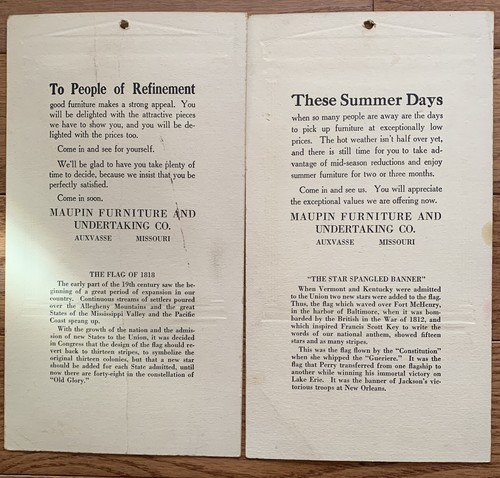 To People of Refinement
good furniture makes a strong appeal. You
will be delighted with the attractive pieces
we have to show you, and you will be de-
lighted with the prices too.
Come in and see for yourself.
We'll be glad to have you take plenty of
time to decide, because we insist that you be
perfectly satisfied.
Come in soon.
MAUPIN FURNITURE AND
UNDERTAKING CO.
AUXVASSE MISSOURI
THE FLAG OF 1818
The early part of the 19th century saw the be-
ginning of a great period of expansion in our
country. Continuous streams of settlers poured
over the Allegheny Mountains and the great
States of the Mississippi Valley and the Pacific
Coast sprang up.
With the growth of the nation and the admis-
sion of new States to the Union, it was decided
in Congress that the design of the flag should re-
vert back to thirteen stripes, to symbolize the
original thirteen colonies, but that a new star
should be added for each State admitted, until
now there are forty-eight in the constellation of
"Old Glory."
These Summer Days
when so many people are away are the days
to pick up furniture at exceptionally low
prices. The hot weather isn't half over yet,
and there is still time for you to take ad-
vantage of mid-season reductions and enjoy
summer furniture for two or three months.
Come in and see us. You will appreciate
the exceptional values we are offering now.
MAUPIN FURNITURE AND
UNDERTAKING CO.
AUXVASSE MISSOURI
"THE STAR SPANGLED BANNER"
When Vermont and Kentucky were admitted
to the Union two new stars were added to the flag.
Thus, the flag which waved over Fort McHenry,
in the harbor of Baltimore, when it was bom-
barded by the British in the War of 1812, and
which inspired Francis Scott Key to write the
words of our national anthem, showed fifteen
stars and as many stripes.
This was the flag flown by the "Constitution"
when she whipped the "Gueriere." It was the
flag that Perry transferred from one flagship to
another while winning his immortal victory on
Lake Erie. It was the banner of Jackson's vic-
torious troops at New Orleans.